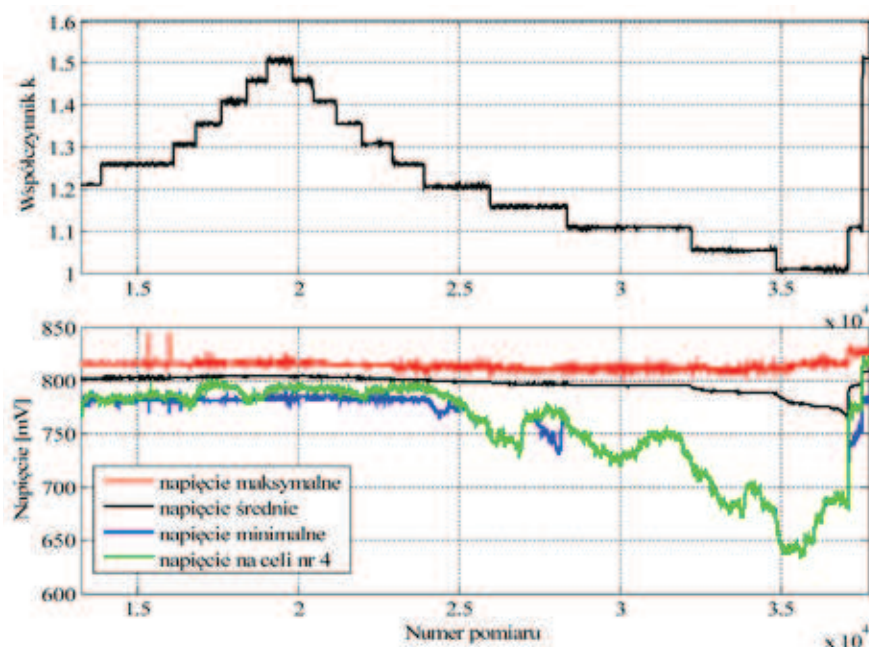 Współczynnik k
1.6
1.5
1.4
1.3
1.2
1.1
1
1.5 2 2.5 3 3.5
x 10⁴
Napięcie [mV]
850
800
750
700
650
600
napięcie maksymalne
napięcie średnie
napięcie minimalne
napięcie na celi nr 4
1.5 2 2.5 3 3.5
Numer pomiaru
x 10⁴